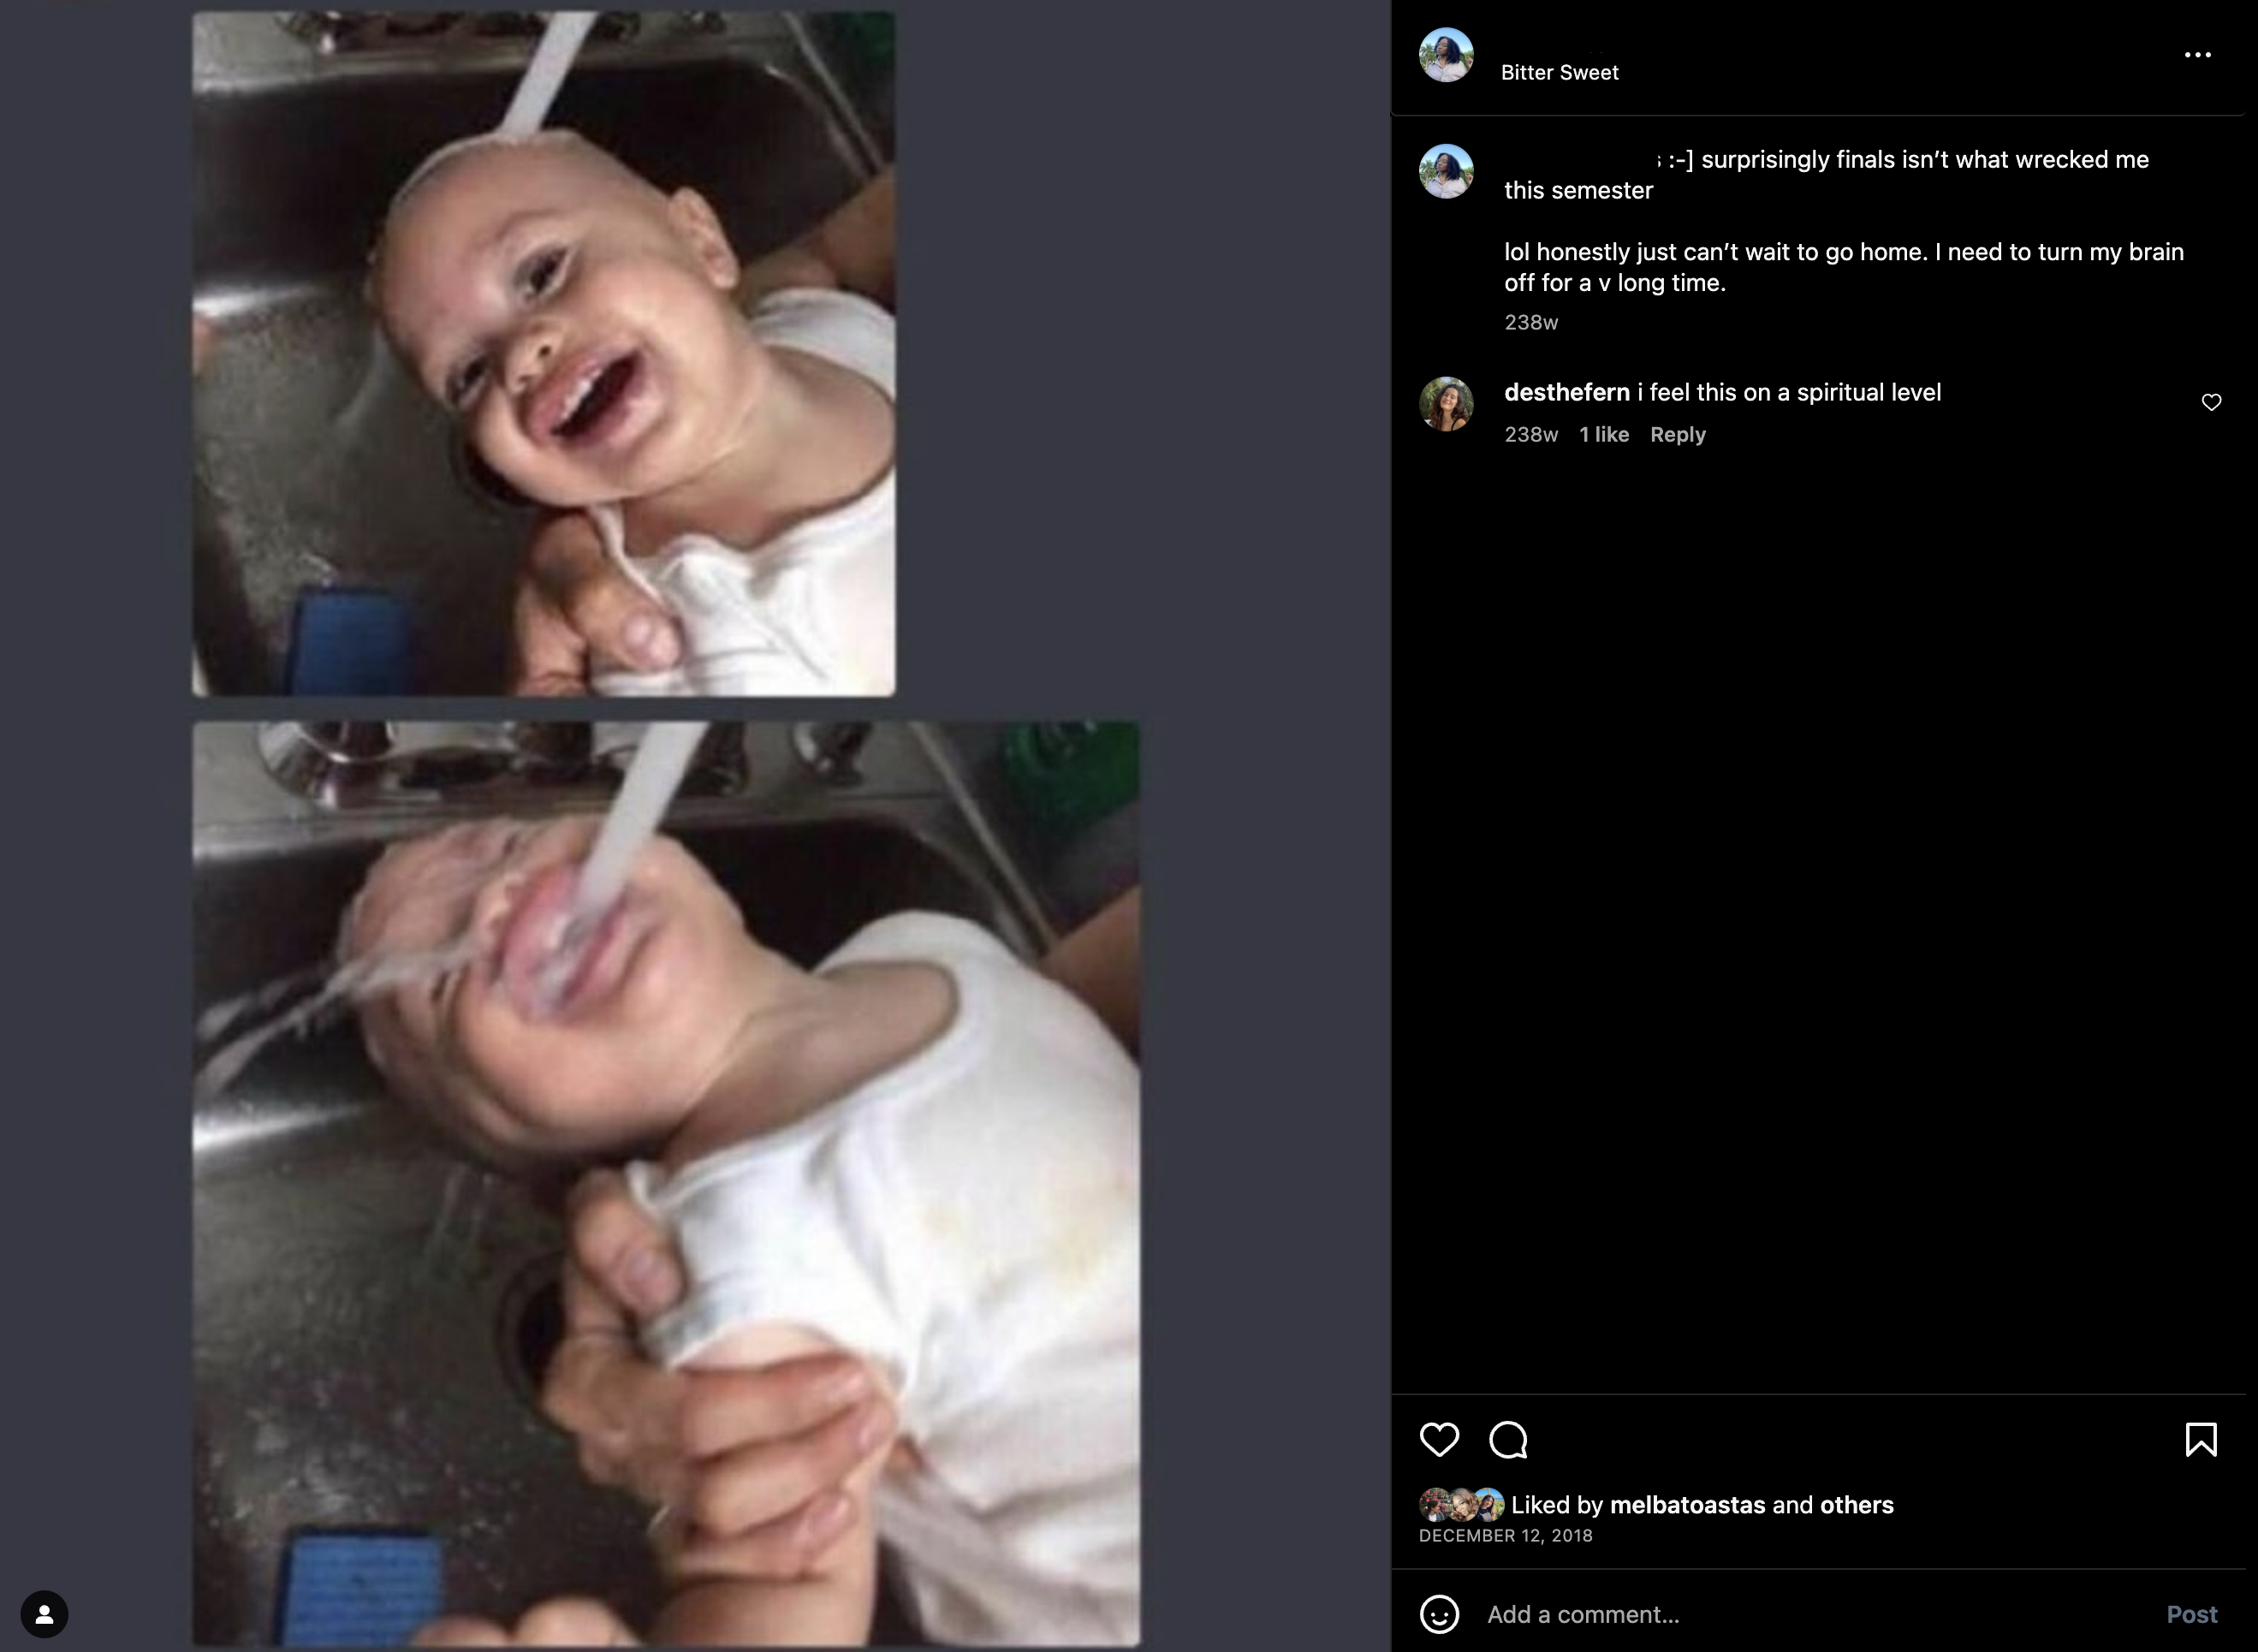 Bitter Sweet
:-] surprisingly finals isn’t what wrecked me
this semester
lol honestly just can’t wait to go home. I need to turn my brain
off for a v long time.
238w
desthefern i feel this on a spiritual level
238w 1 like Reply
Liked by melbatoastas and others
DECEMBER 12, 2018
Add a comment...
Post